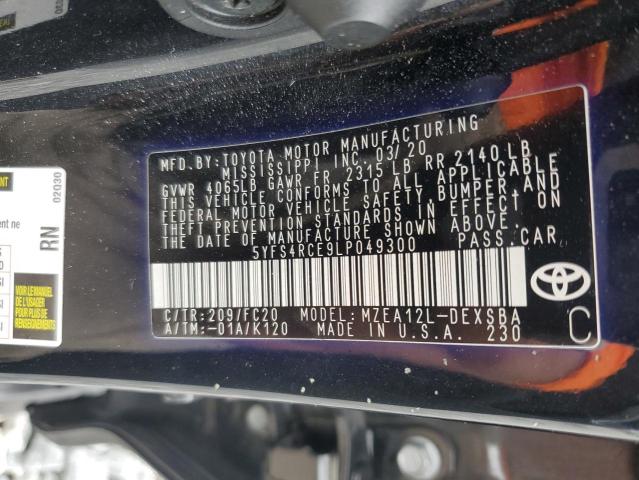 MFD. BY: TOYOTA MOTOR MANUFACTURING
MISSISSIPPI INC. 03/20
GVWR 4065LB GAWR FR 2315 LB RR 2140 LB
THIS VEHICLE CONFORMS TO ALL APPLICABLE
FEDERAL MOTOR VEHICLE SAFETY, BUMPER, AND
THEFT PREVENTION STANDARDS IN EFFECT ON
THE DATE OF MANUFACTURE SHOWN ABOVE.
5YFS4RCE9LP049300 PASS.CAR
C/TR:209/FC20 MODEL:MZEA12L-DEXSBA
A/TM:-01A/K120 MADE IN U.S.A. 230
C
RN
02Q30